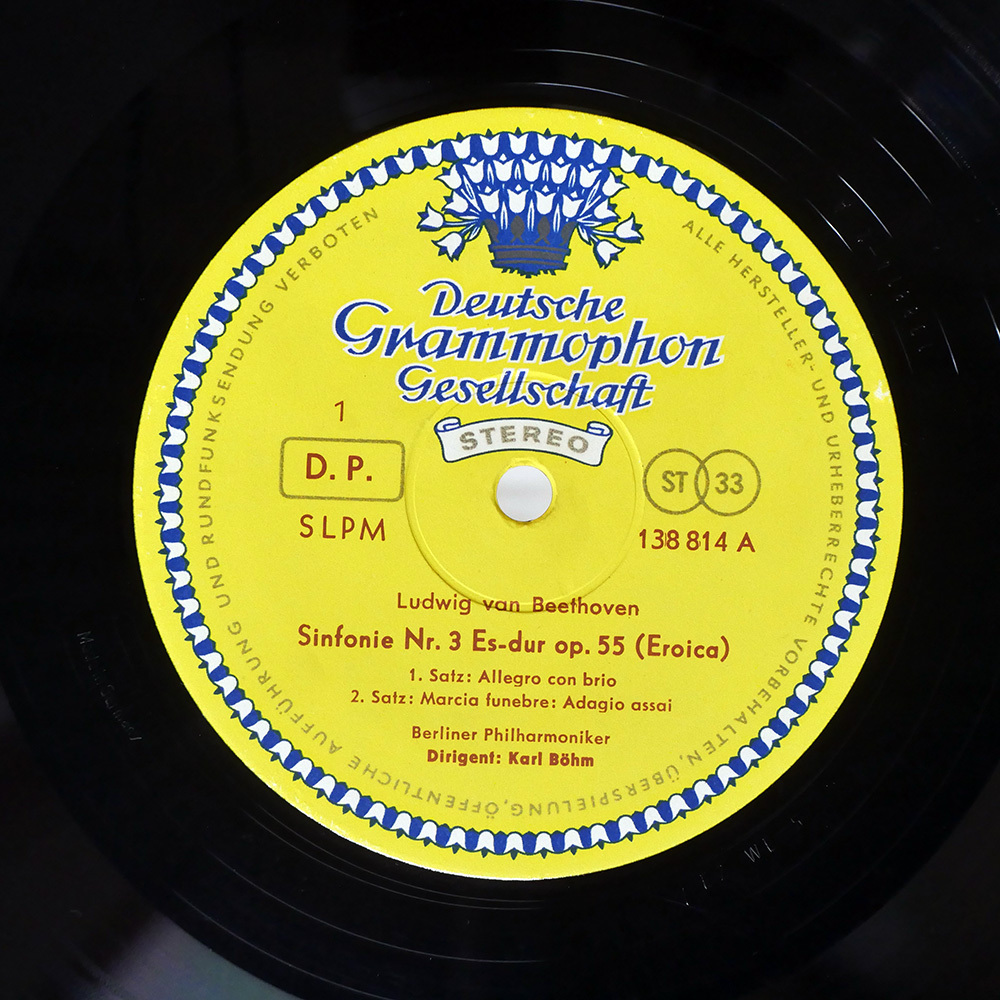 Deutsche
Grammophon
Gesellschaft
STEREO
1
D. P.
SLPM
ST 33
138 814 A
Ludwig van Beethoven
Sinfonie Nr. 3 Es-dur op. 55 (Eroica)
1. Satz: Allegro con brio
2. Satz: Marcia funebre: Adagio assai
Berliner Philharmoniker
Dirigent: Karl Böhm
ALLE HERSTELLER- UND URHEBERRECHTE VORBEHALTEN, ÜBERSPIELUNG, ÖFFENTLICHE AUFFÜHRUNG UND RUNDFUNKSENDUNG VERBOTEN